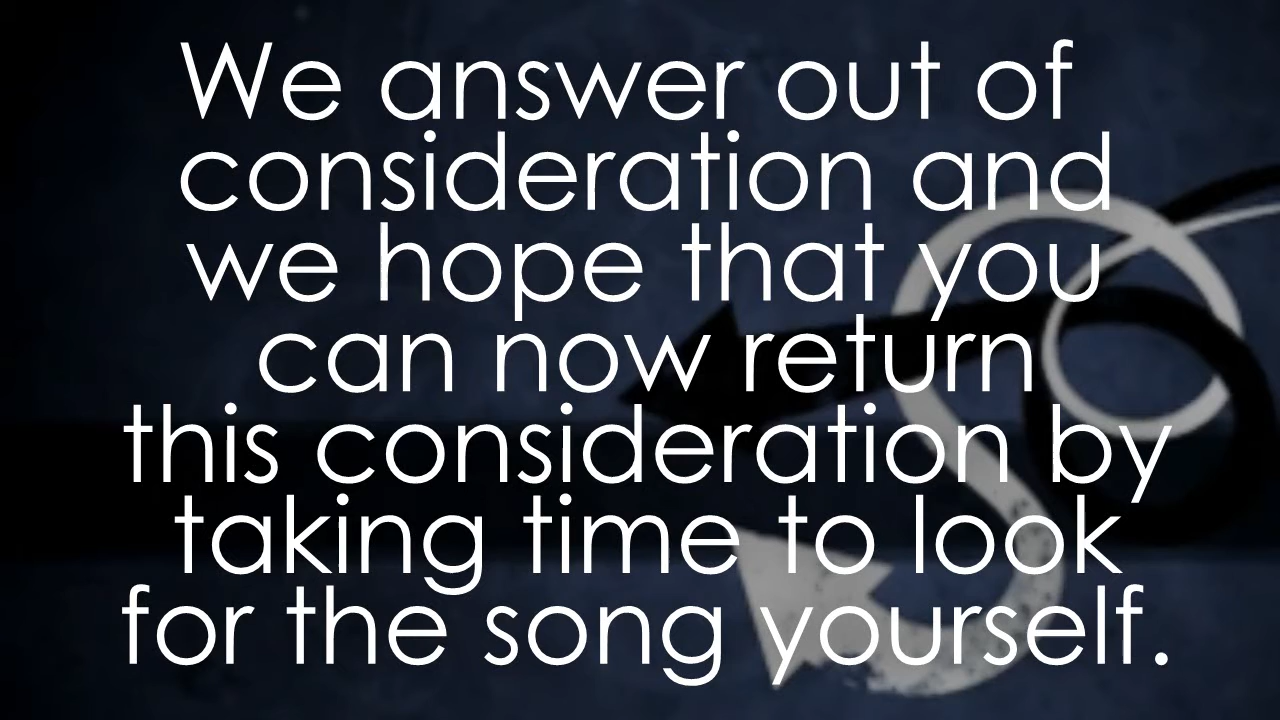 We answer out of
consideration and
we hope that you
can now return
this consideration by
taking time to look
for the song yourself.